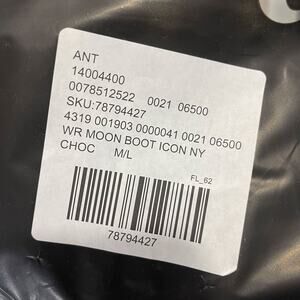 ANT
14004400
0078512522 0021 06500
SKU:78794427
4319 001903 0000041 0021 06500
WR MOON BOOT ICON NY
CHOC M/L
FL_62
78794427